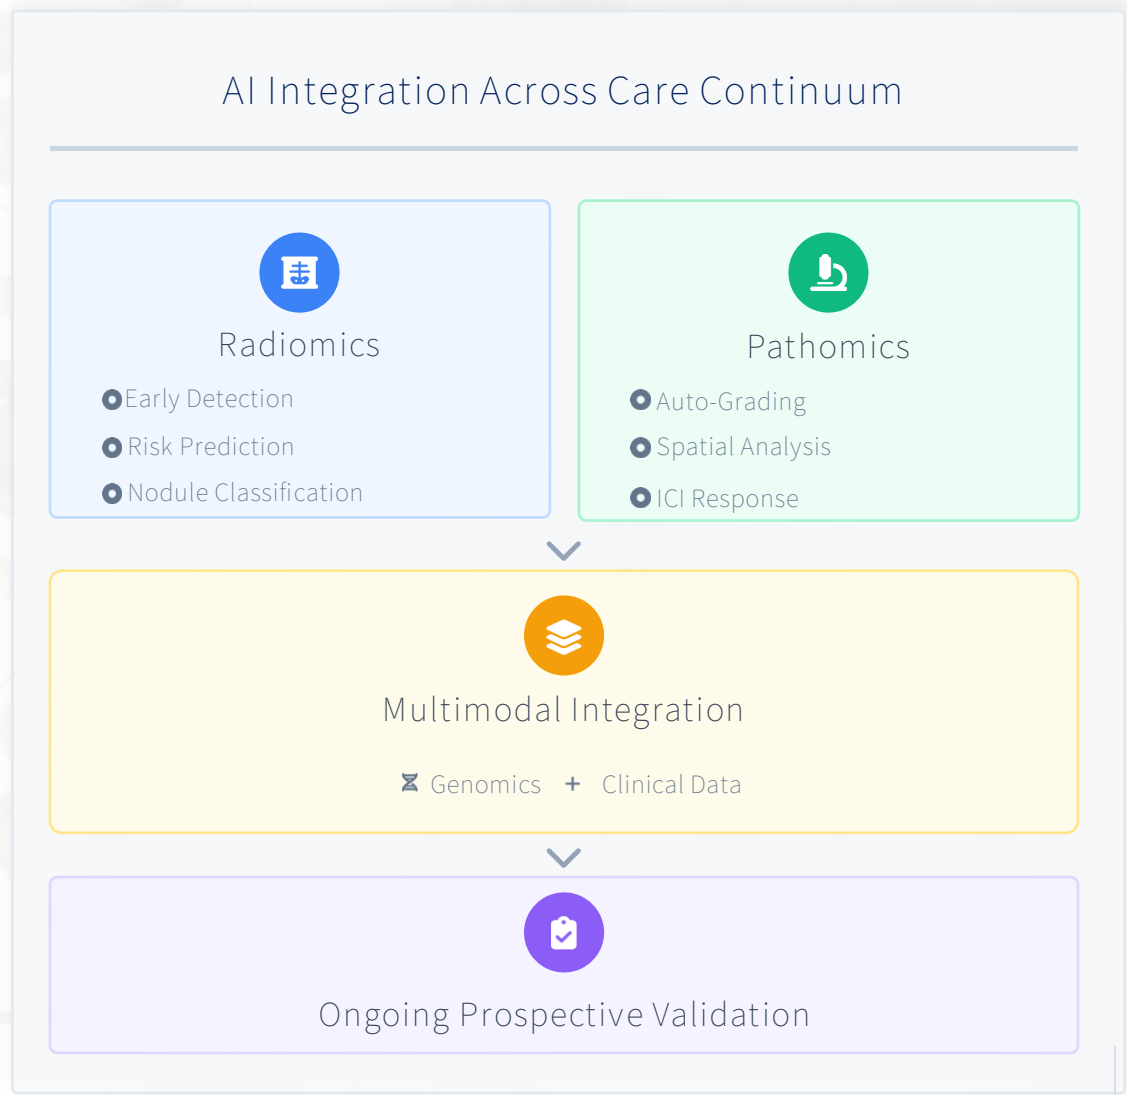 AI Integration Across Care Continuum
Radiomics
Early Detection
Risk Prediction
Nodule Classification
Pathomics
Auto-Grading
Spatial Analysis
ICI Response
Multimodal Integration
Genomics + Clinical Data
Ongoing Prospective Validation